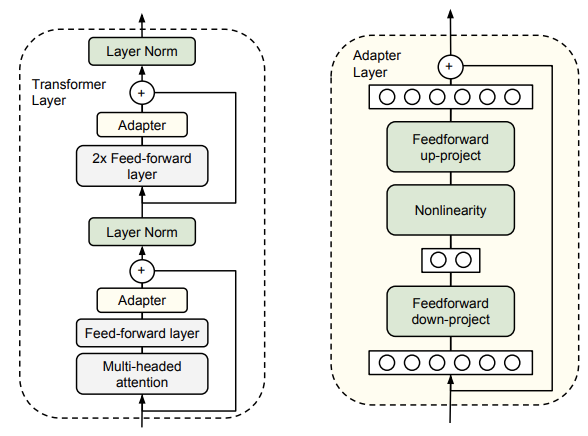 Layer Norm
Transformer
Layer
+
Adapter
2x Feed-forward
layer
Layer Norm
+
Adapter
Feed-forward layer
Multi-headed
attention
Adapter
Layer
+
Feedforward
up-project
Nonlinearity
Feedforward
down-project